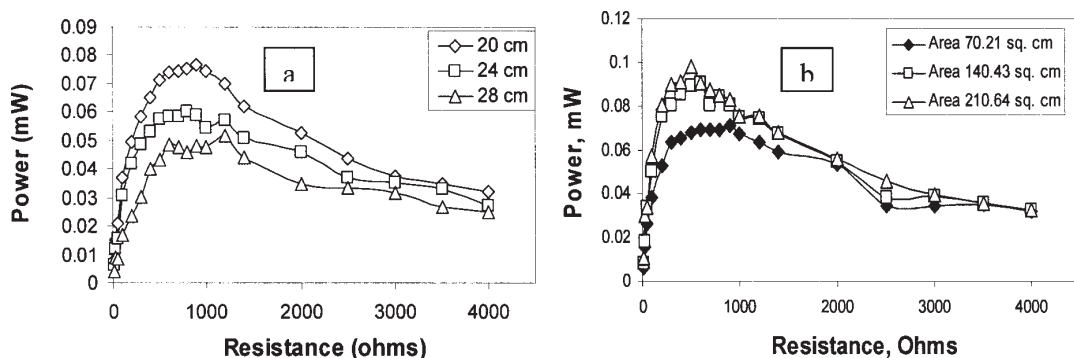 Power (mW)
0.09
0.08
0.07
0.06
0.05
0.04
0.03
0.02
0.01
0
a
20 cm
24 cm
28 cm
0 1000 2000 3000 4000
Resistance (ohms)
Power, mW
0.12
0.1
0.08
0.06
0.04
0.02
0
b
Area 70.21 sq. cm
Area 140.43 sq. cm
Area 210.64 sq. cm
0 1000 2000 3000 4000
Resistance, Ohms